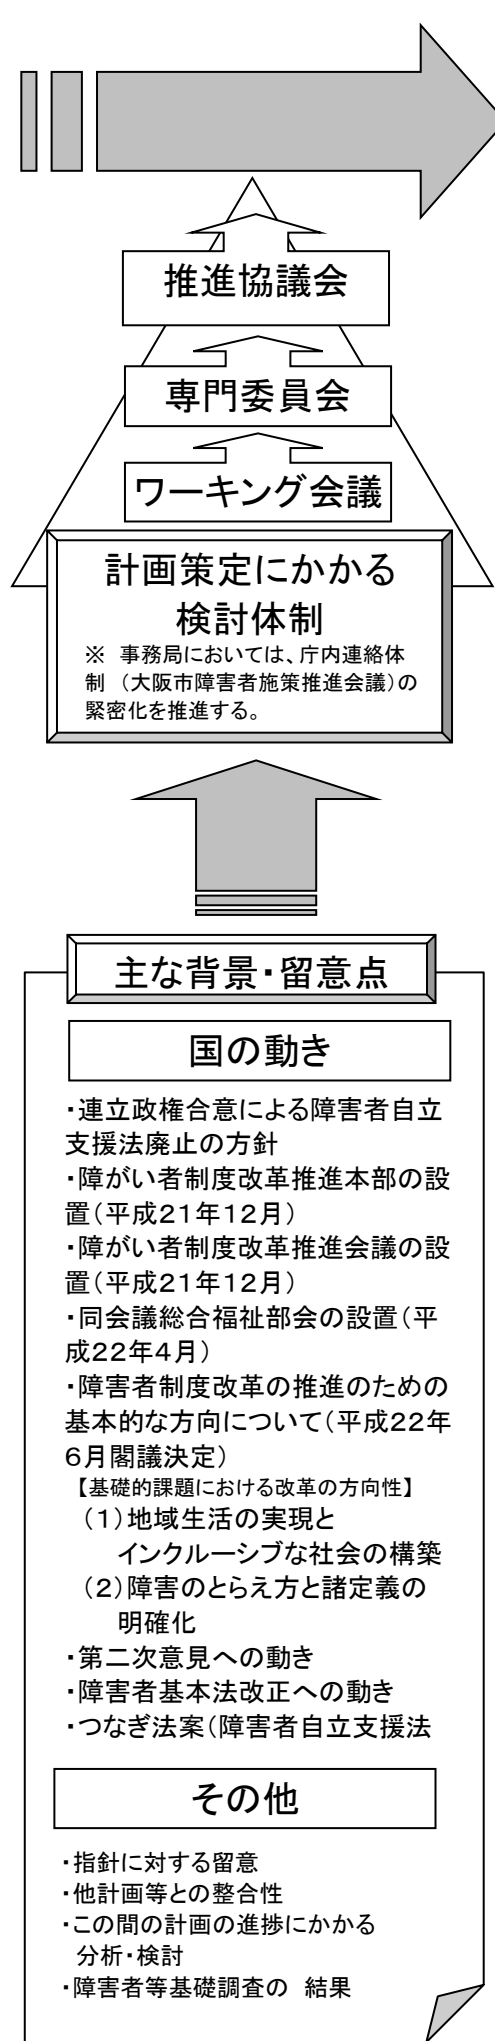 推進協議会
専門委員会
ワーキング会議
計画策定にかかる
検討体制
※　事務局においては、庁内連絡体
制　（大阪市障害者施策推進会議）の
緊密化を推進する。
主な背景・留意点
国の動き
・連立政権合意による障害者自立
支援法廃止の方針
・障がい者制度改革推進本部の設
置（平成２１年１２月）
・障がい者制度改革推進会議の設
置（平成２１年１２月）
・同会議総合福祉部会の設置（平
成２２年４月）
・障害者制度改革の推進のための
基本的な方向について（平成２２年
６月閣議決定）
【基礎的課題における改革の方向性】
（１）地域生活の実現と
インクルーシブな社会の構築
（２）障害のとらえ方と諸定義の
明確化
・第二次意見への動き
・障害者基本法改正への動き
・つなぎ法案（障害者自立支援法
その他
・指針に対する留意
・他計画等との整合性
・この間の計画の進捗にかかる
分析・検討
・障害者等基礎調査の　結果